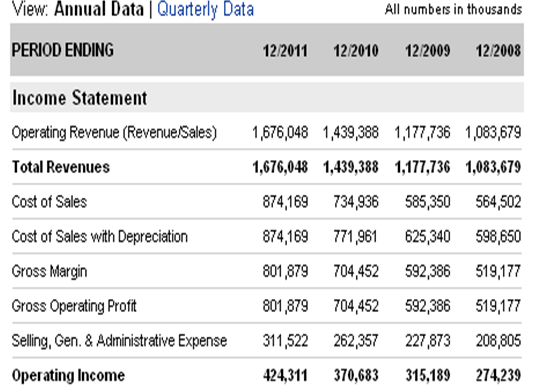 View: Annual Data | Quarterly Data All numbers in thousands
PERIOD ENDING 12/2011 12/2010 12/2009 12/2008
Income Statement
Operating Revenue (Revenue/Sales) 1,676,048 1,439,388 1,177,736 1,083,679
Total Revenues 1,676,048 1,439,388 1,177,736 1,083,679
Cost of Sales 874,169 734,936 585,350 564,502
Cost of Sales with Depreciation 874,169 771,961 625,340 598,650
Gross Margin 801,879 704,452 592,386 519,177
Gross Operating Profit 801,879 704,452 592,386 519,177
Selling, Gen. & Administrative Expense 311,522 262,357 227,873 208,805
Operating Income 424,311 370,683 315,189 274,239